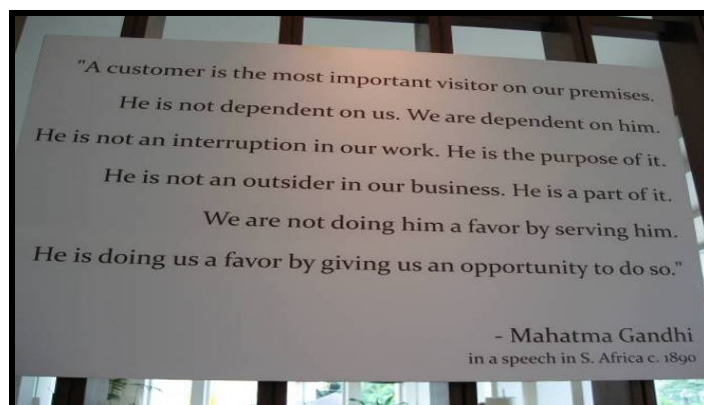 "A customer is the most important visitor on our premises.
He is not dependent on us. We are dependent on him.
He is not an interruption in our work. He is the purpose of it.
He is not an outsider in our business. He is a part of it.
We are not doing him a favor by serving him.
He is doing us a favor by giving us an opportunity to do so."
- Mahatma Gandhi
in a speech in S. Africa c. 1890